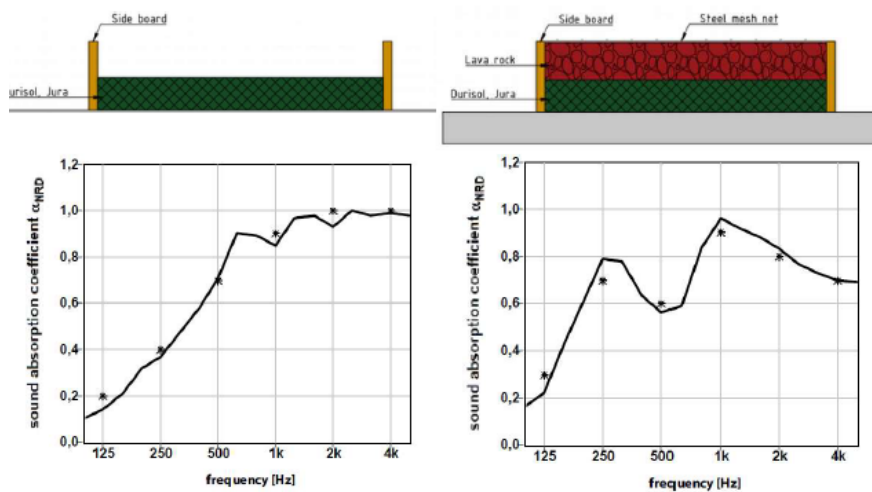 Side board
urisol, Jura
Side board
Steel mesh net
Lava rock
Durisol, Jura
sound absorption coefficient αNRD
1,2
1,0
0,8
0,6
0,4
0,2
0,0
125 250 500 1k 2k 4k
frequency [Hz]
sound absorption coefficient αNRD
1,2
1,0
0,8
0,6
0,4
0,2
0,0
125 250 500 1k 2k 4k
frequency [Hz]